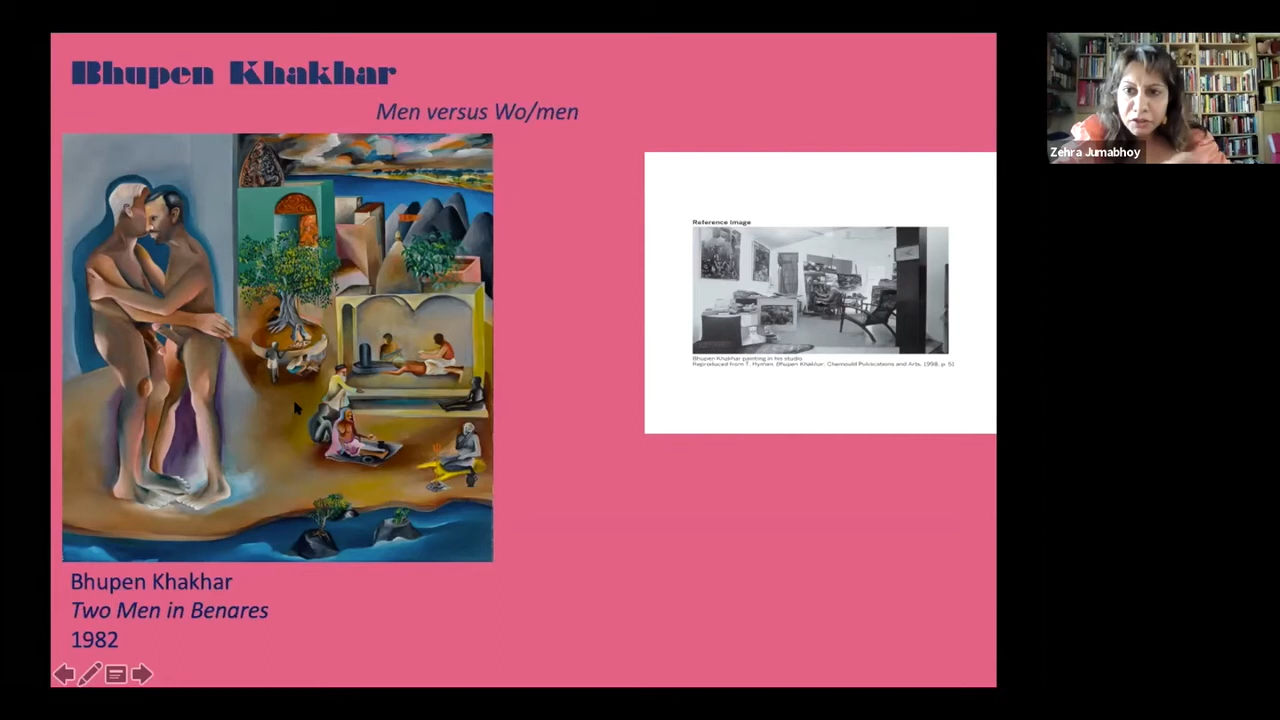 Bhupen Khakhar
Men versus Wo/men
Zehra Jumabhoy
Reference Image
Bhupen Khakhar painting in his studio
Reproduced from T. Hyman, Bhupen Khakhar, Chemould Publications and Arts, 1998, p. 51
Bhupen Khakhar
Two Men in Benares
1982